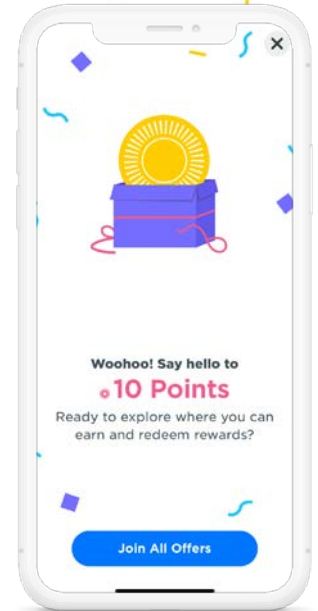 Woohoo! Say hello to
10 Points
Ready to explore where you can
earn and redeem rewards?
Join All Offers